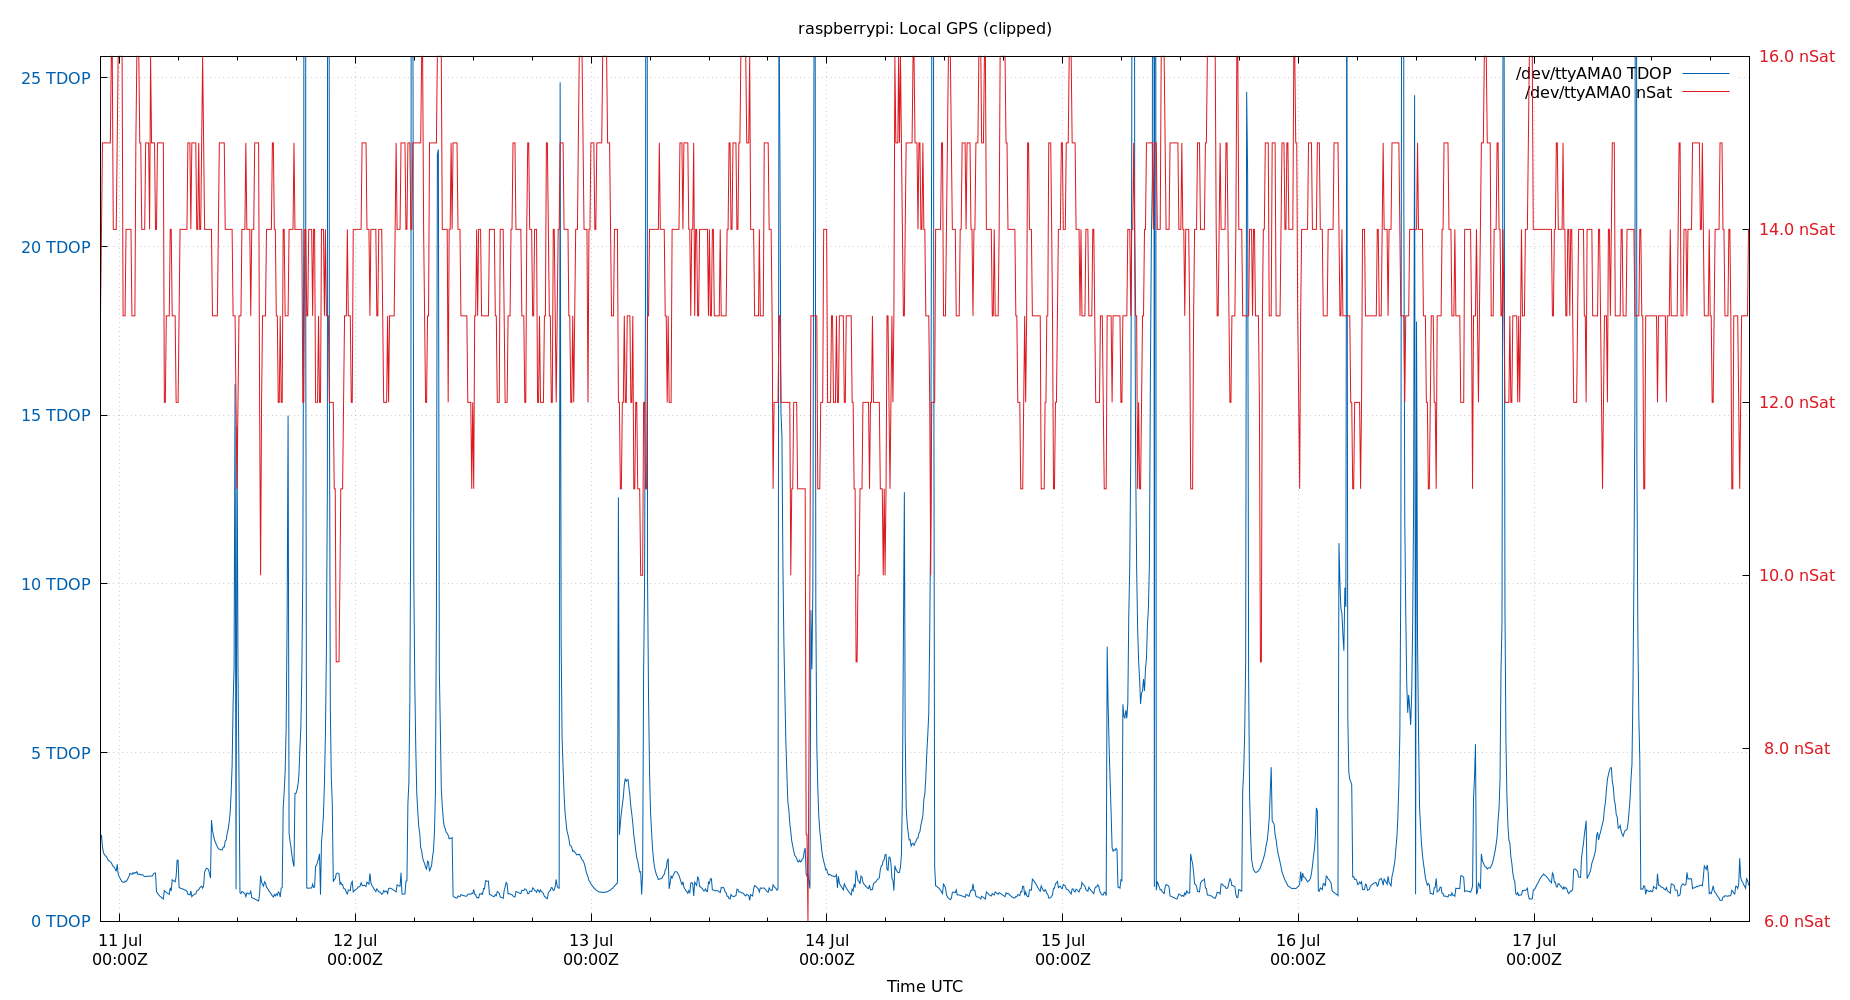 raspberrypi: Local GPS (clipped)
25 TDOP
20 TDOP
15 TDOP
10 TDOP
5 TDOP
0 TDOP
16.0 nSat
14.0 nSat
12.0 nSat
10.0 nSat
8.0 nSat
6.0 nSat
/dev/ttyAMA0 TDOP
/dev/ttyAMA0 nSat
11 Jul
00:00Z
12 Jul
00:00Z
13 Jul
00:00Z
14 Jul
00:00Z
15 Jul
00:00Z
16 Jul
00:00Z
17 Jul
00:00Z
Time UTC